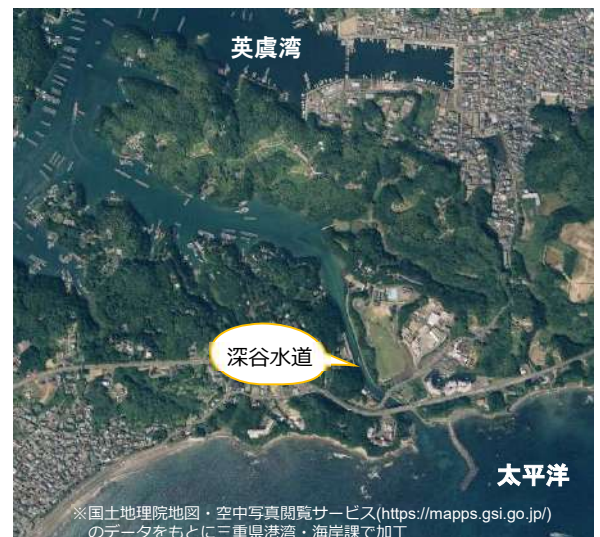 英虞湾
深谷水道
太平洋
※国土地理院地図・空中写真閲覧サービス(https://mapps.gsi.go.jp/)
のデータをもとに三重県港湾・海岸課で加工